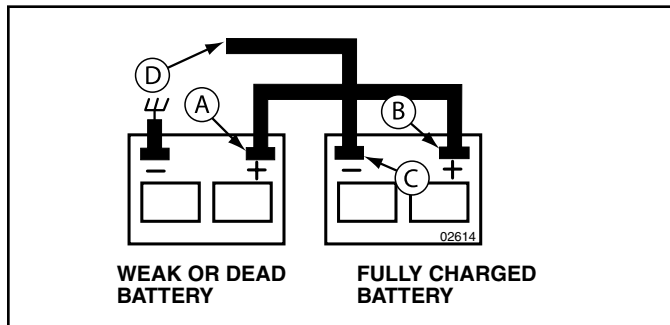 D
A
B
C
− +
− +
02614
WEAK OR DEAD
BATTERY
FULLY CHARGED
BATTERY